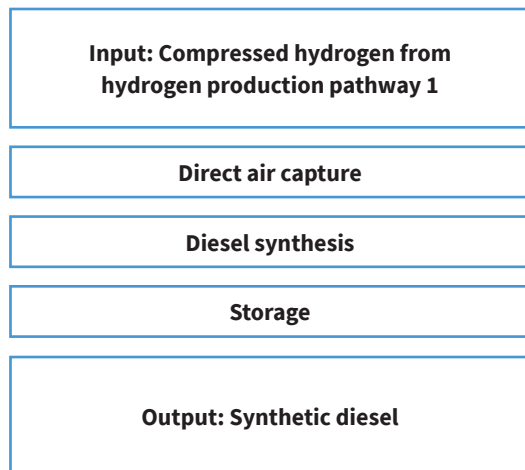 Input: Compressed hydrogen from
hydrogen production pathway 1
Direct air capture
Diesel synthesis
Storage
Output: Synthetic diesel